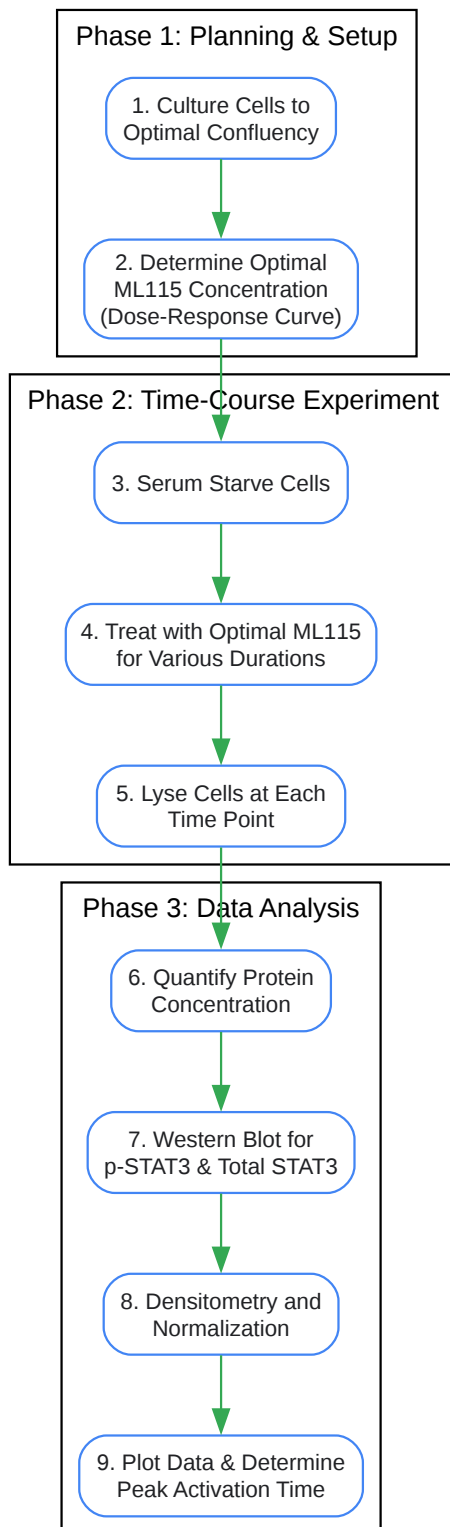 Phase 1: Planning & Setup
1. Culture Cells to
Optimal Confluency
2. Determine Optimal
ML115 Concentration
(Dose-Response Curve)
Phase 2: Time-Course Experiment
3. Serum Starve Cells
4. Treat with Optimal ML115
for Various Durations
5. Lyse Cells at Each
Time Point
Phase 3: Data Analysis
6. Quantify Protein
Concentration
7. Western Blot for
p-STAT3 & Total STAT3
8. Densitometry and
Normalization
9. Plot Data & Determine
Peak Activation Time